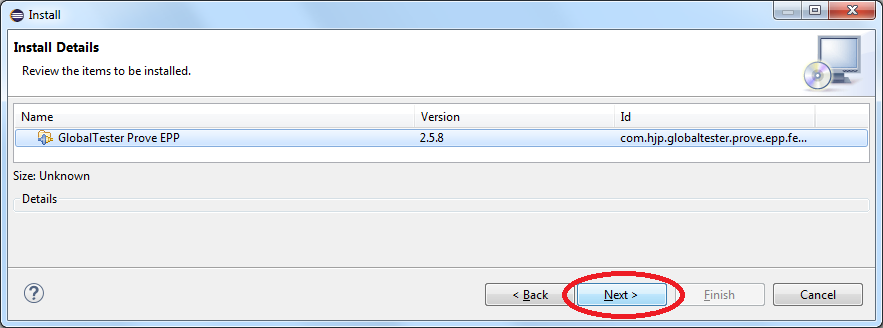 Install
Install Details
Review the items to be installed.
Name Version Id
GlobalTester Prove EPP 2.5.8 com.hjp.globaltester.prove.epp.fe...
Size: Unknown
Details
? < Back Next > Finish Cancel